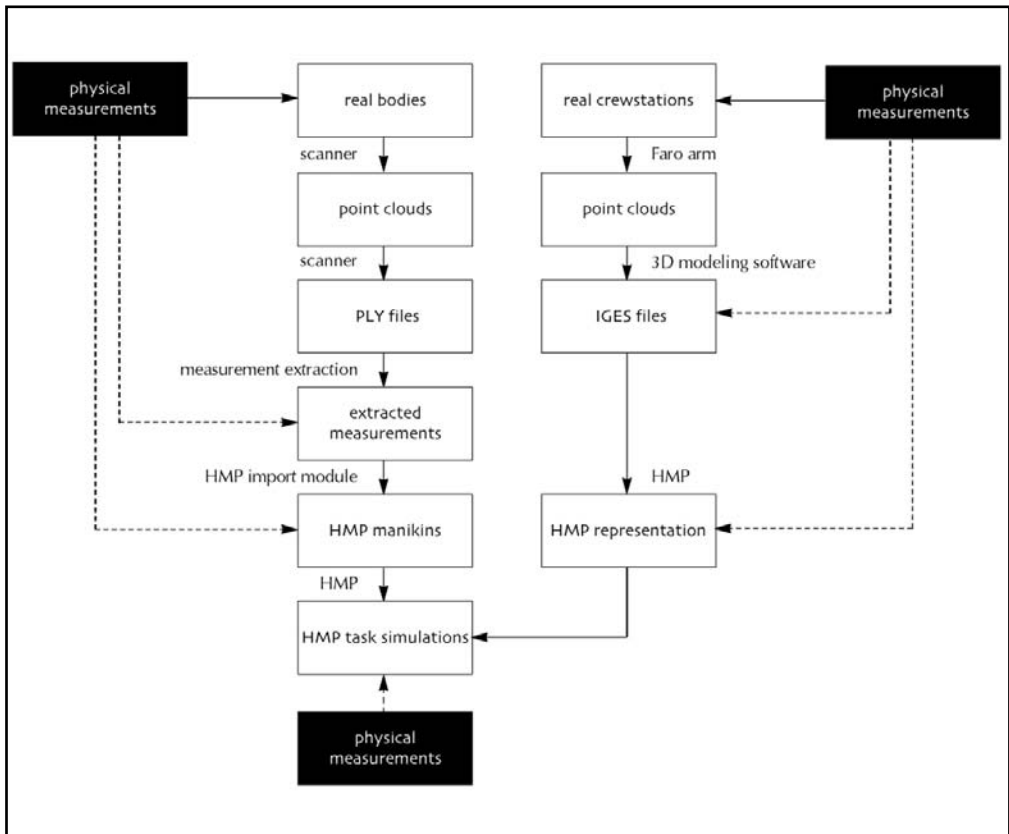 physical
measurements
real bodies
real crewstations
physical
measurements
scanner
Faro arm
point clouds
point clouds
scanner
3D modeling software
PLY files
IGES files
measurement extraction
extracted
measurements
HMP import module
HMP
HMP manikins
HMP representation
HMP
HMP task simulations
physical
measurements